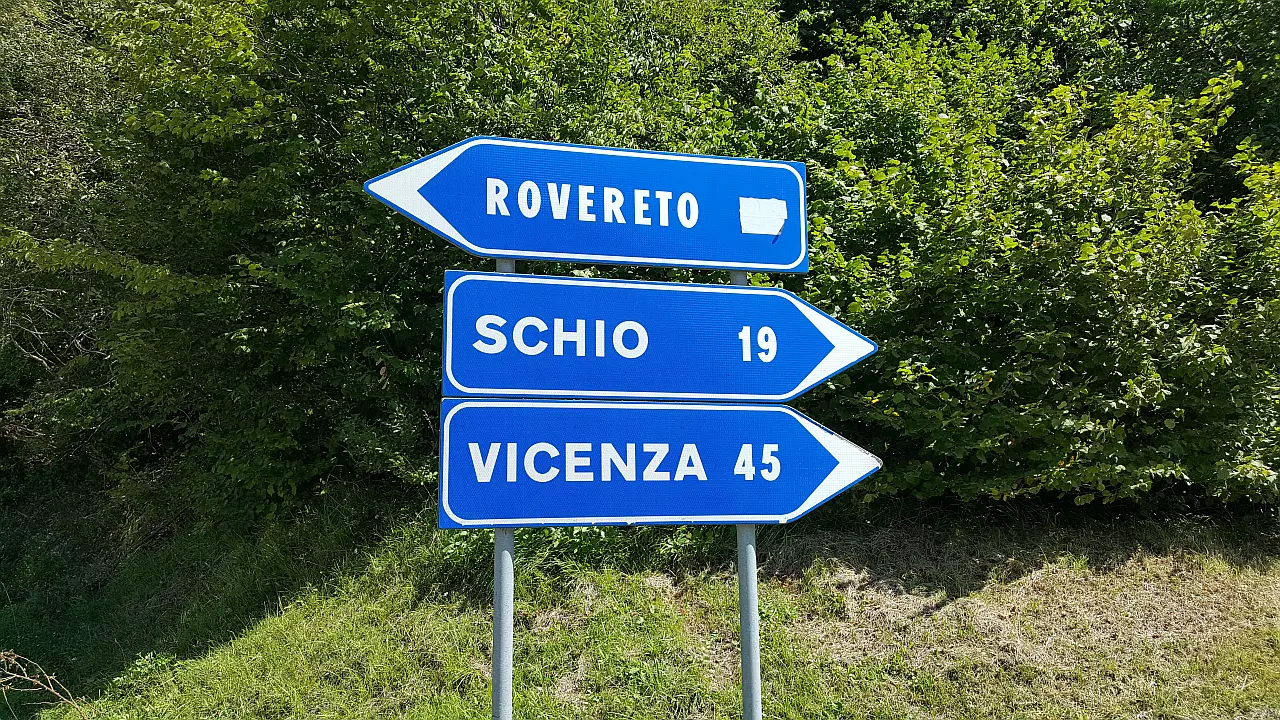 ROVERETO
SCHIO 19
VICENZA 45